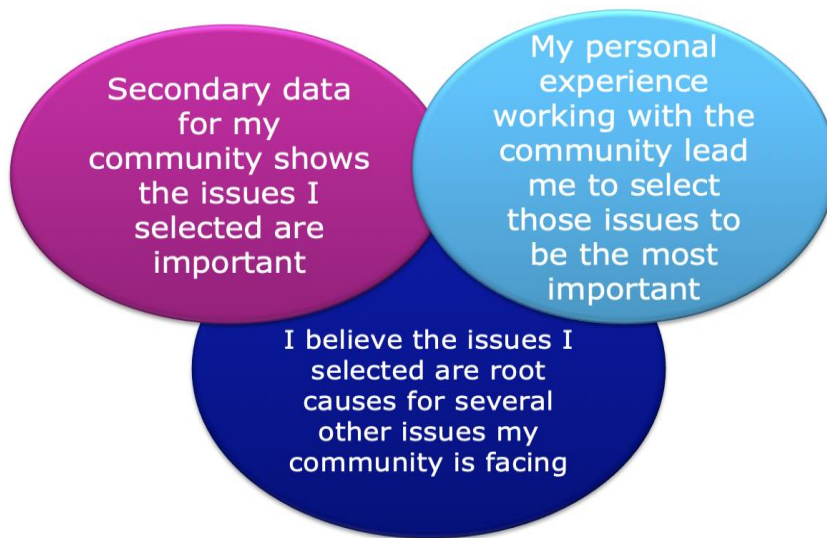 Secondary data
for my
community shows
the issues I
selected are
important
My personal
experience
working with the
community lead
me to select
those issues to
be the most
important
I believe the issues I
selected are root
causes for several
other issues my
community is facing